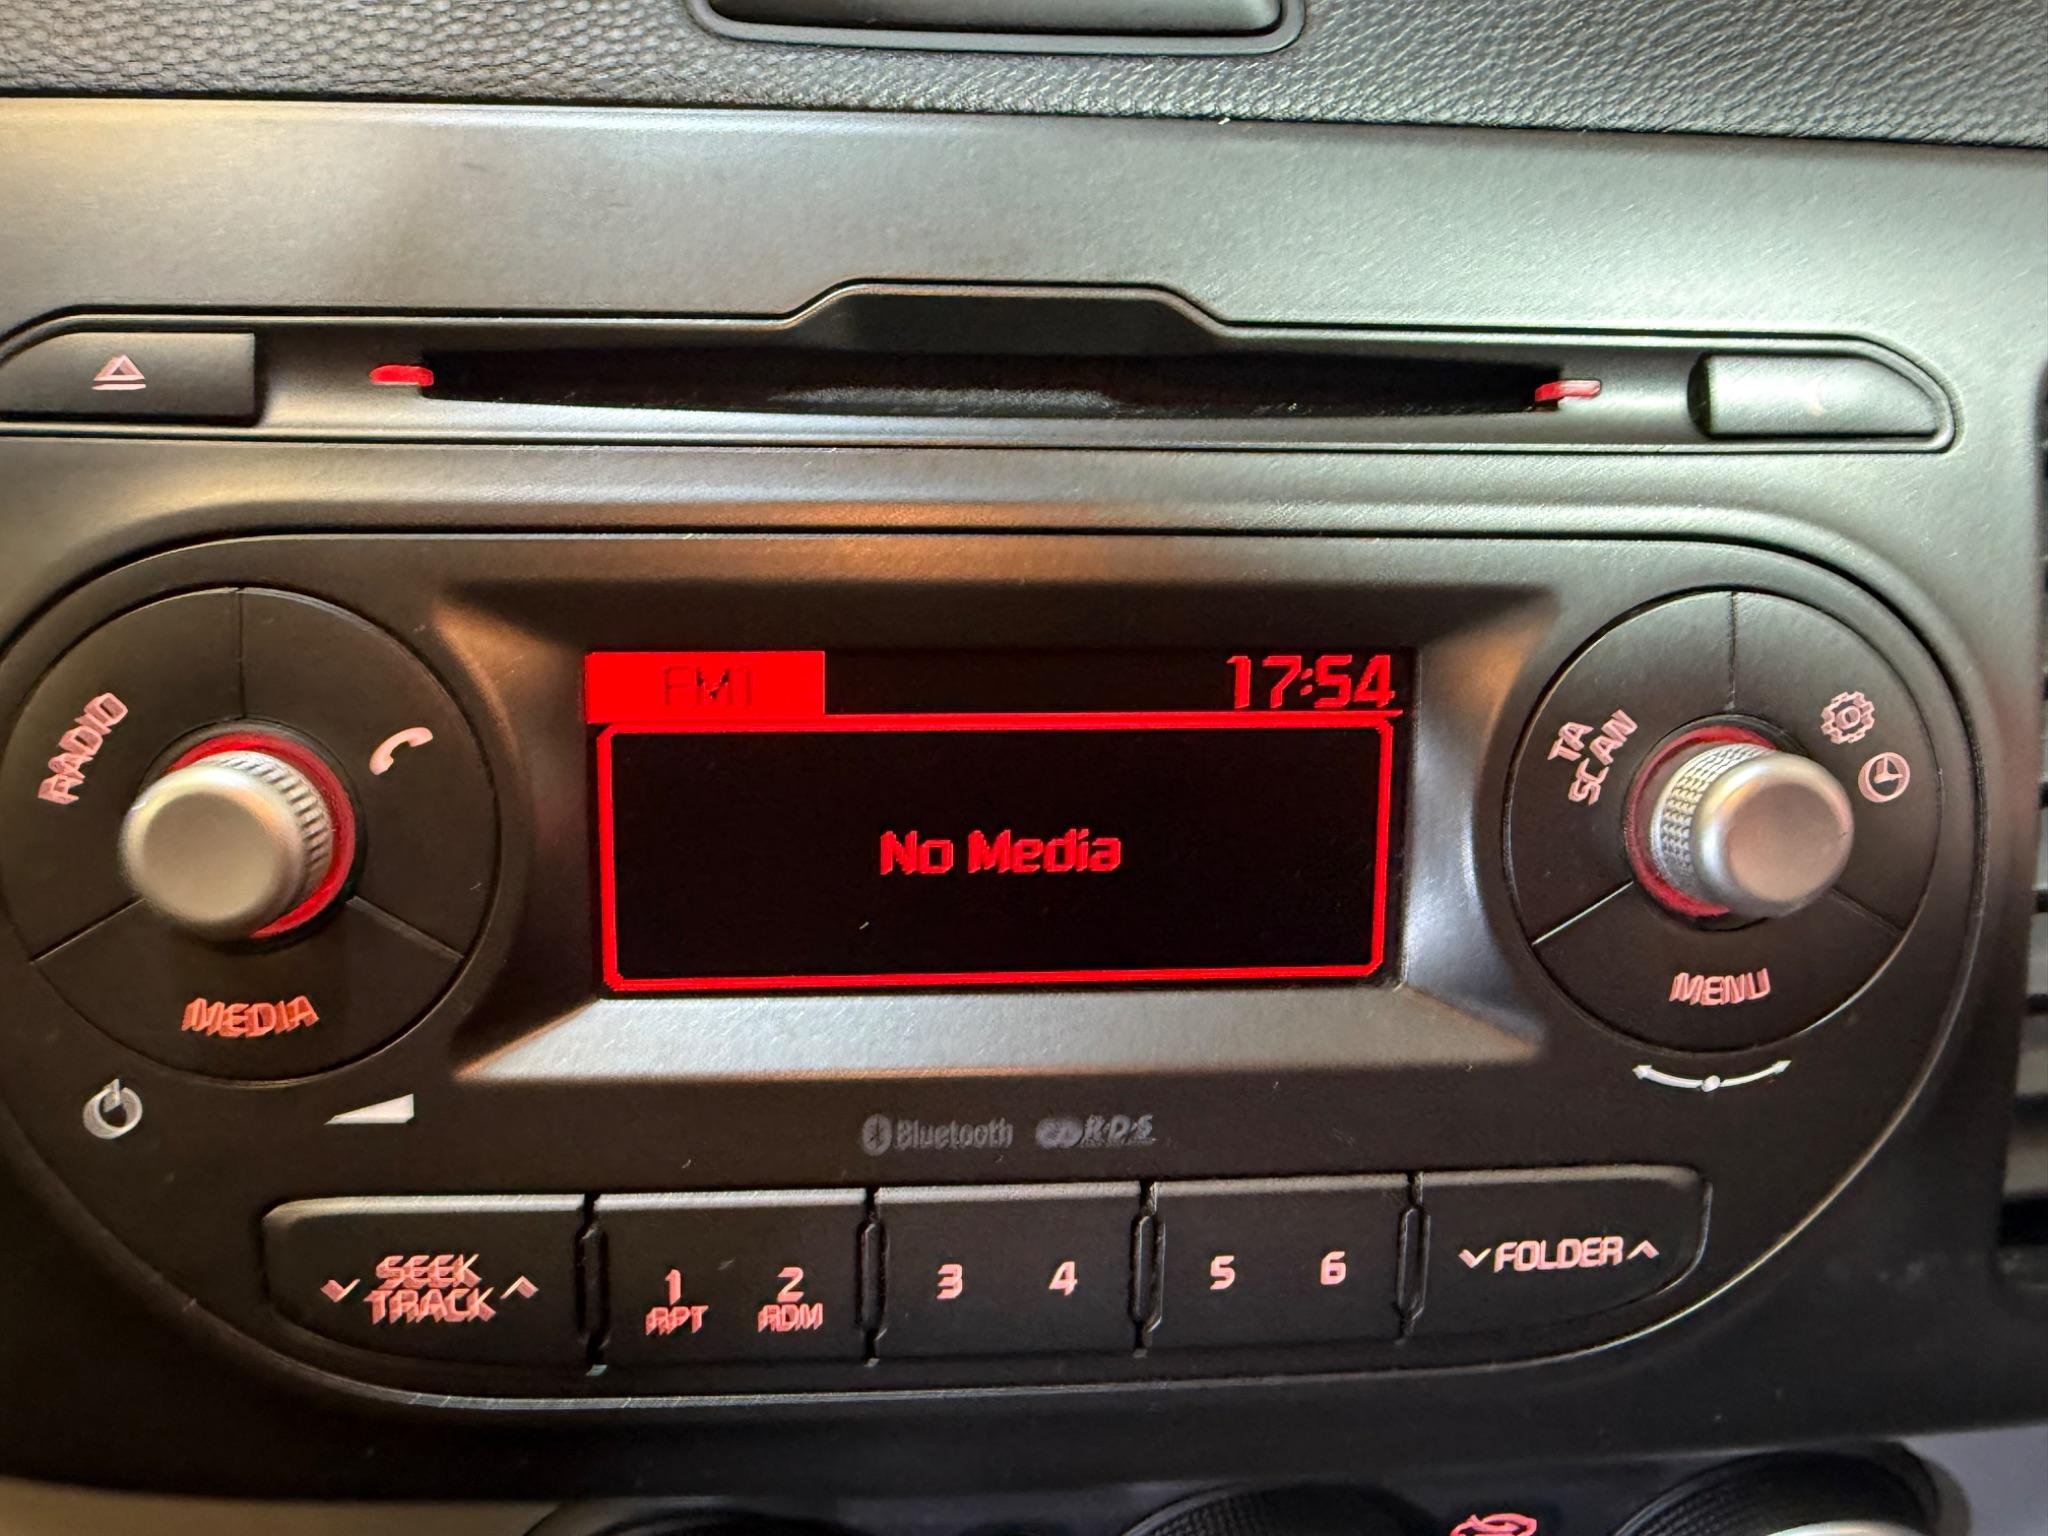 FM1
17:54
No Media
RADIO
MEDIA
TA
SCAN
MENU
Bluetooth
R·D·S
SEEK
TRACK
1
RPT
2
RDM
3
4
5
6
FOLDER